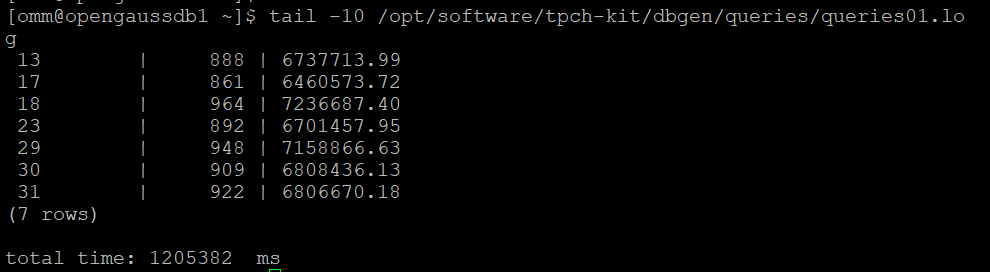 [omm@opengaussdb1 ~]$ tail -10 /opt/software/tpch-kit/dbgen/queries/queries01.lo
g
13 | 888 | 6737713.99
17 | 861 | 6460573.72
18 | 964 | 7236687.40
23 | 892 | 6701457.95
29 | 948 | 7158866.63
30 | 909 | 6808436.13
31 | 922 | 6806670.18
(7 rows)
total time: 1205382  ms